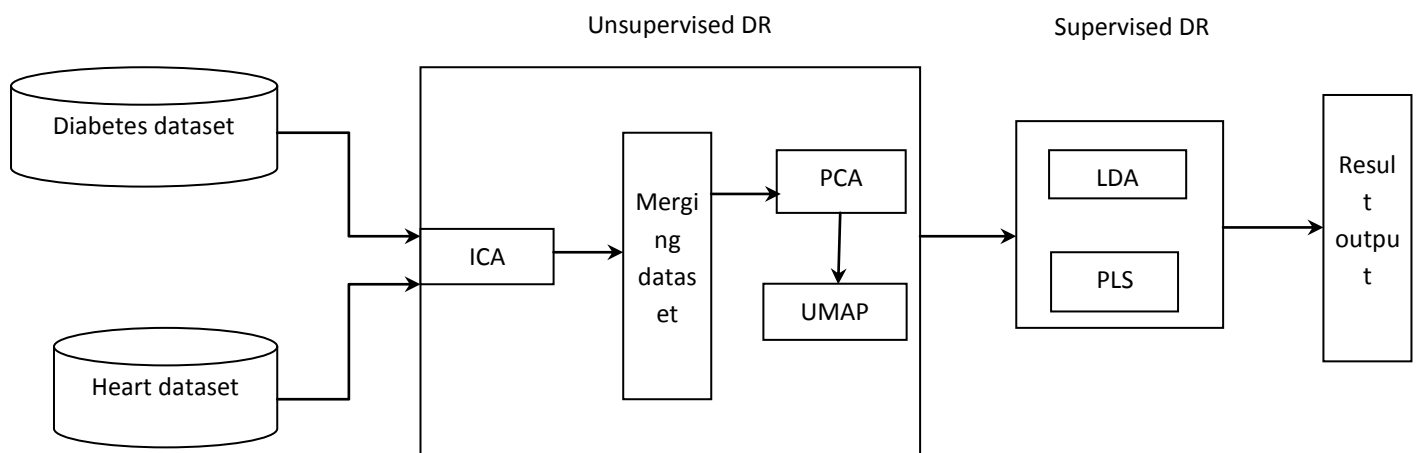 Unsupervised DR
Supervised DR
Diabetes dataset
Heart dataset
ICA
Mergi
ng
datas
et
PCA
UMAP
LDA
PLS
Resul
t
outpu
t